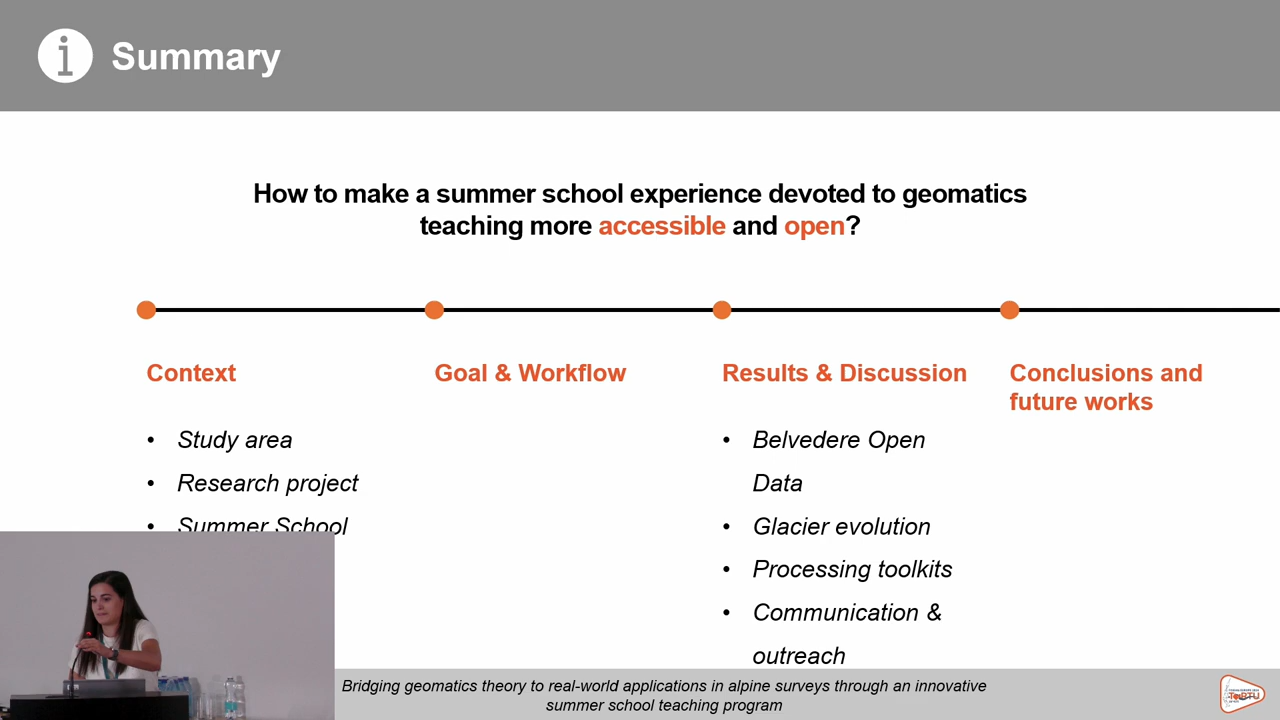 Summary
How to make a summer school experience devoted to geomatics
teaching more accessible and open?
Context
Goal & Workflow
Results & Discussion
Conclusions and
future works
• Study area
• Research project
• Summer School
• Belvedere Open
Data
• Glacier evolution
• Processing toolkits
• Communication &
outreach
Bridging geomatics theory to real-world applications in alpine surveys through an innovative
summer school teaching program